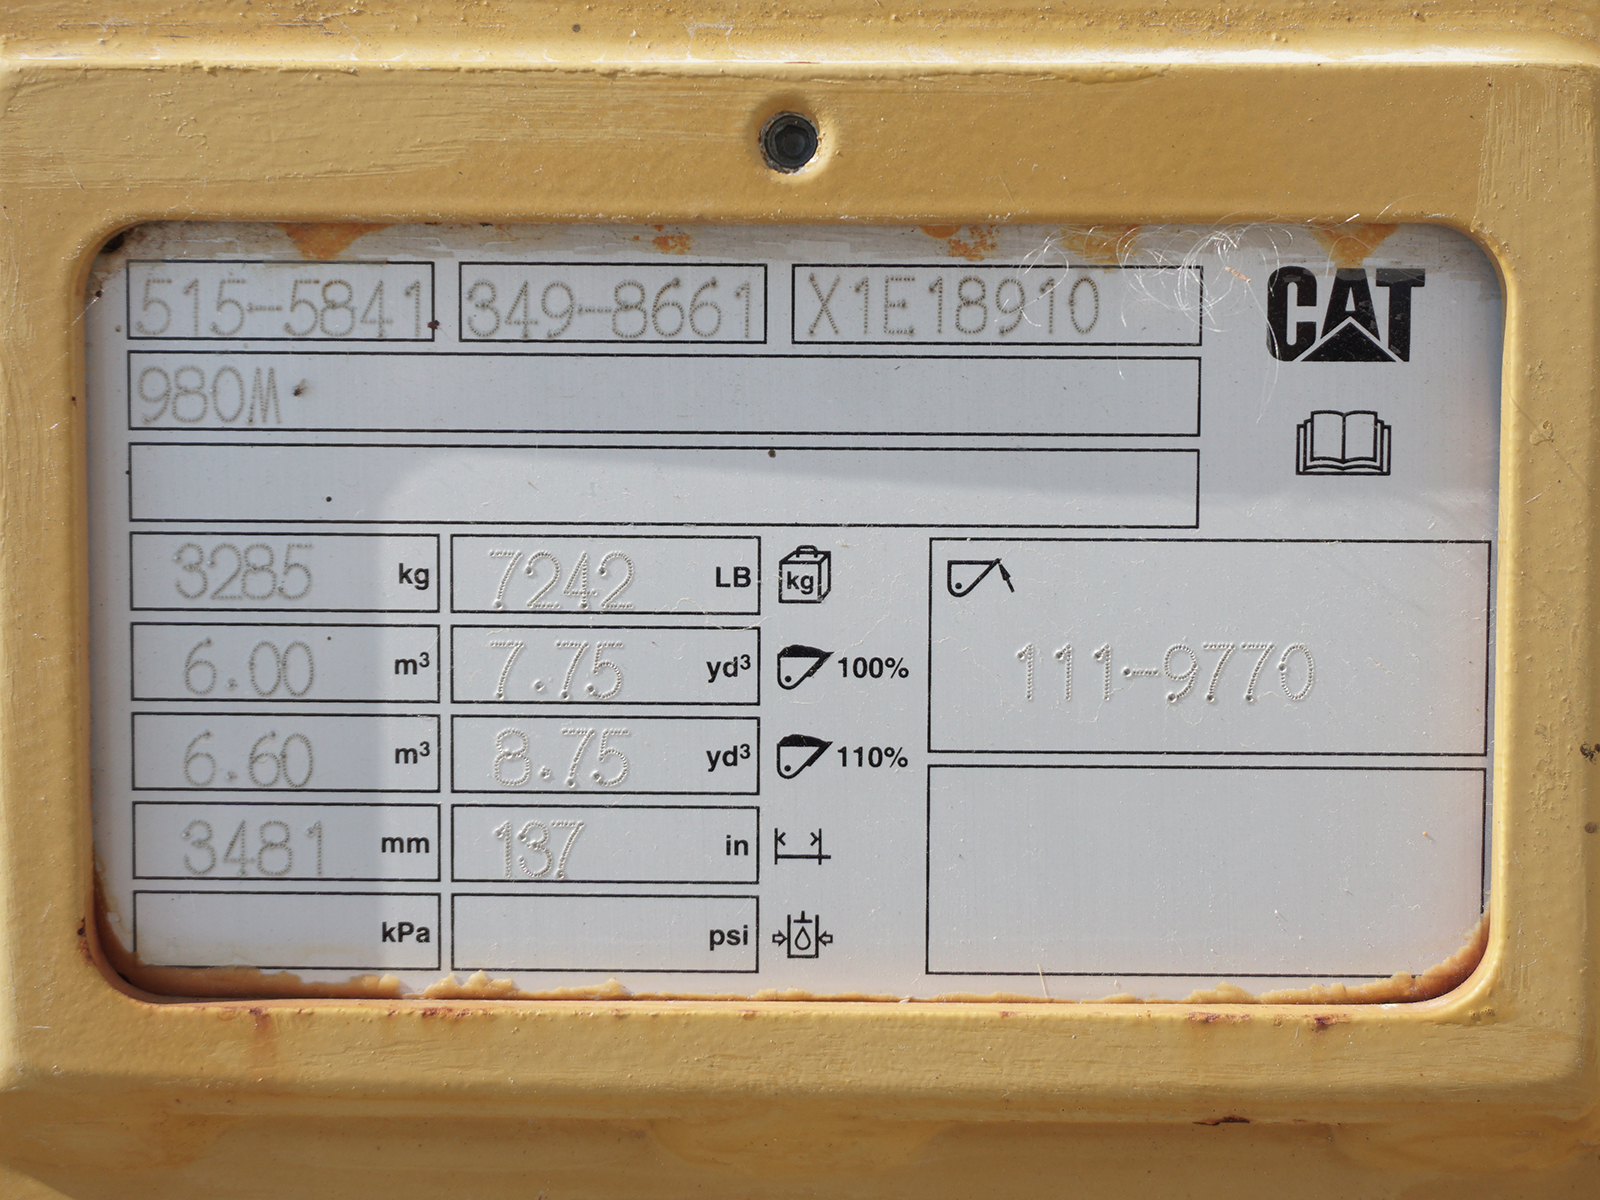 515-5841 349-8661 X1E18910 CAT
980M
3285 kg 7242 LB kg
6.00 m³ 7.75 yd³ 100%
111-9770
6.60 m³ 8.75 yd³ 110%
3481 mm 137 in
kPa psi